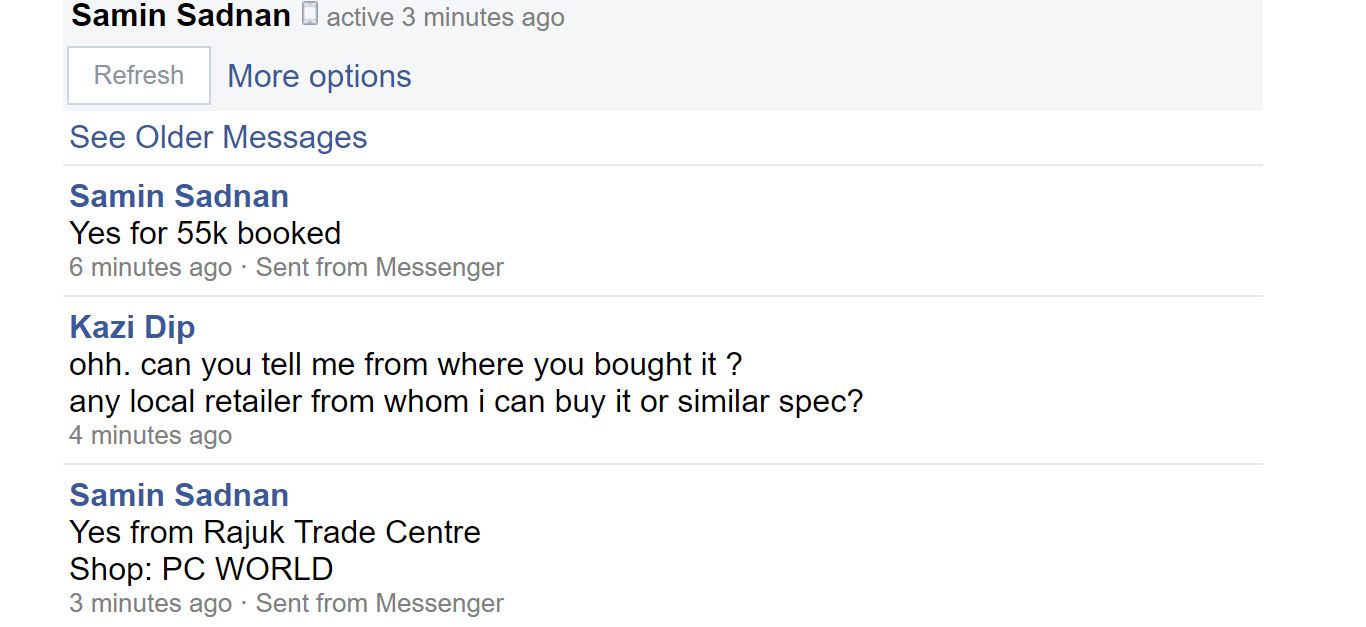 Samin Sadnan active 3 minutes ago
Refresh More options
See Older Messages
Samin Sadnan
Yes for 55k booked
6 minutes ago · Sent from Messenger
Kazi Dip
ohh. can you tell me from where you bought it ?
any local retailer from whom i can buy it or similar spec?
4 minutes ago
Samin Sadnan
Yes from Rajuk Trade Centre
Shop: PC WORLD
3 minutes ago · Sent from Messenger